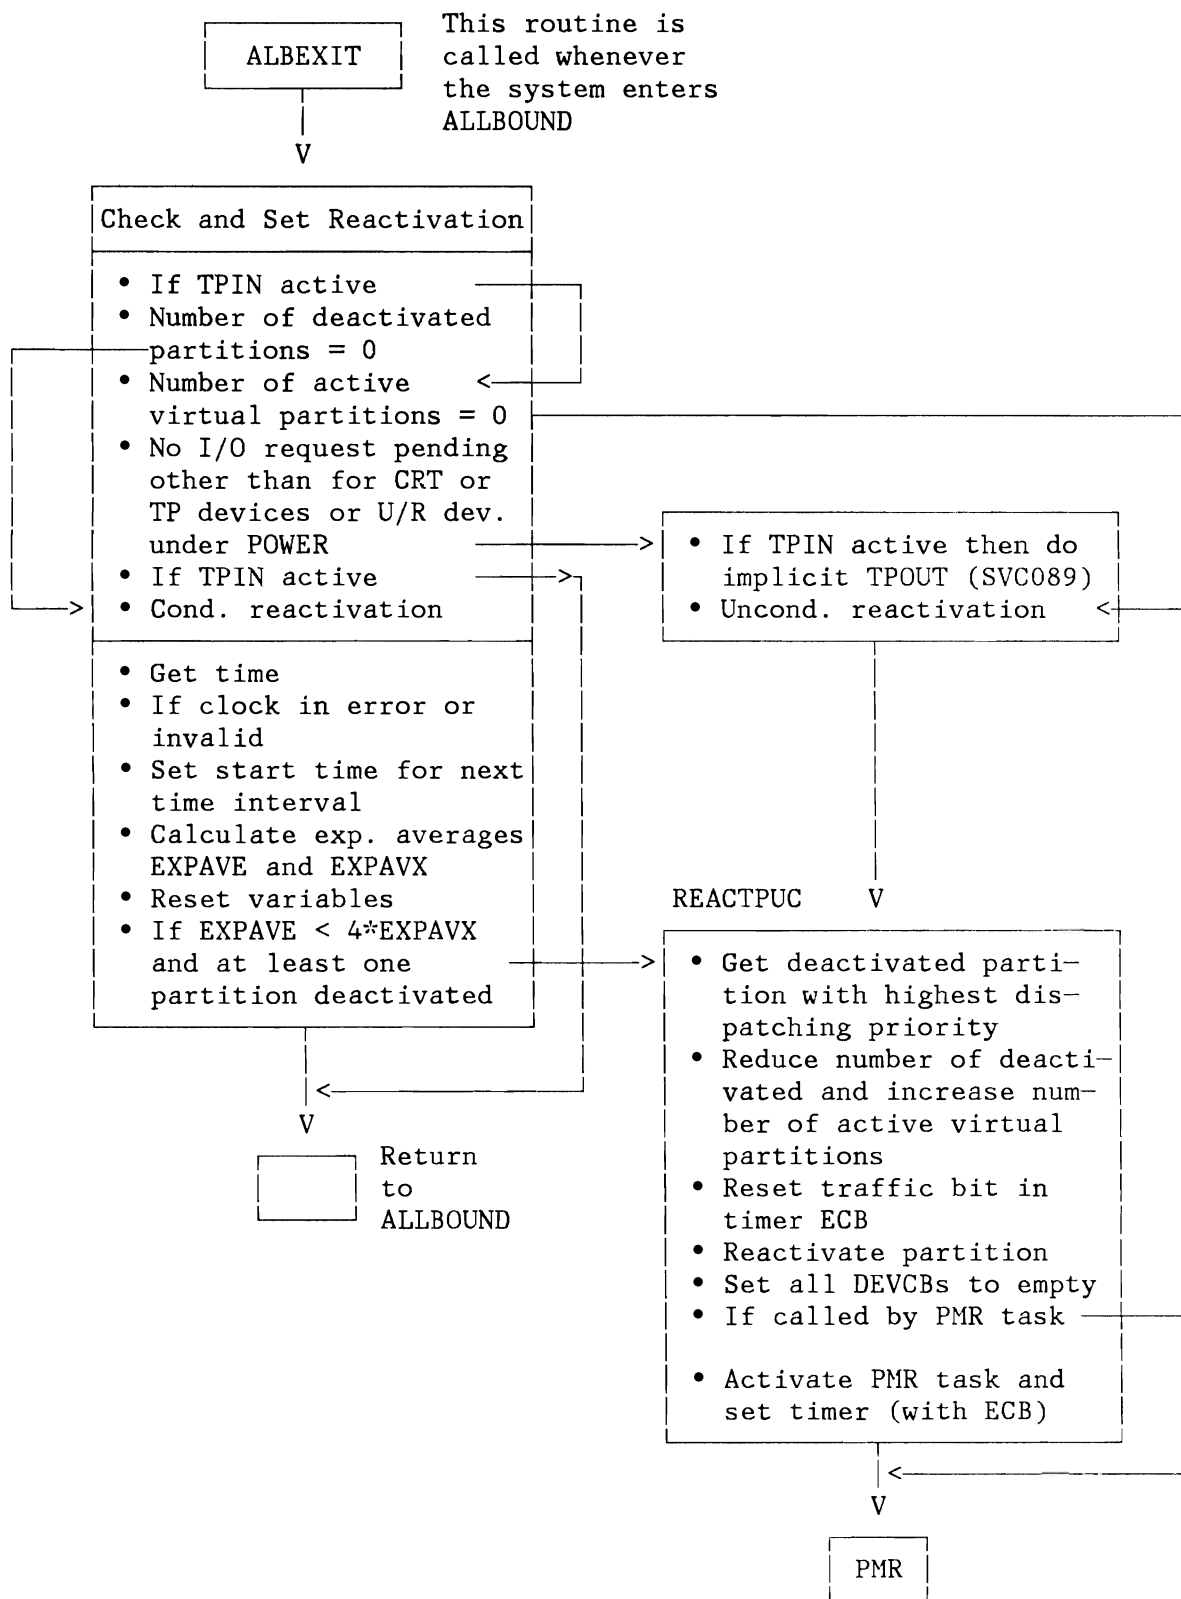 ALBEXIT
This routine is
called whenever
the system enters
ALLBOUND
V
Check and Set Reactivation
• If TPIN active
• Number of deactivated
partitions = 0
• Number of active
virtual partitions = 0
• No I/O request pending
other than for CRT or
TP devices or U/R dev.
under POWER
• If TPIN active
• Cond. reactivation
• Get time
• If clock in error or
invalid
• Set start time for next
time interval
• Calculate exp. averages
EXPAVE and EXPAVX
• Reset variables
• If EXPAVE < 4*EXPAVX
and at least one
partition deactivated
V
Return
to
ALLBOUND
• If TPIN active then do
implicit TPOUT (SVC089)
• Uncond. reactivation
REACTPUC V
• Get deactivated parti-
tion with highest dis-
patching priority
• Reduce number of deacti-
vated and increase num-
ber of active virtual
partitions
• Reset traffic bit in
timer ECB
• Reactivate partition
• Set all DEVCBs to empty
• If called by PMR task
• Activate PMR task and
set timer (with ECB)
V
PMR